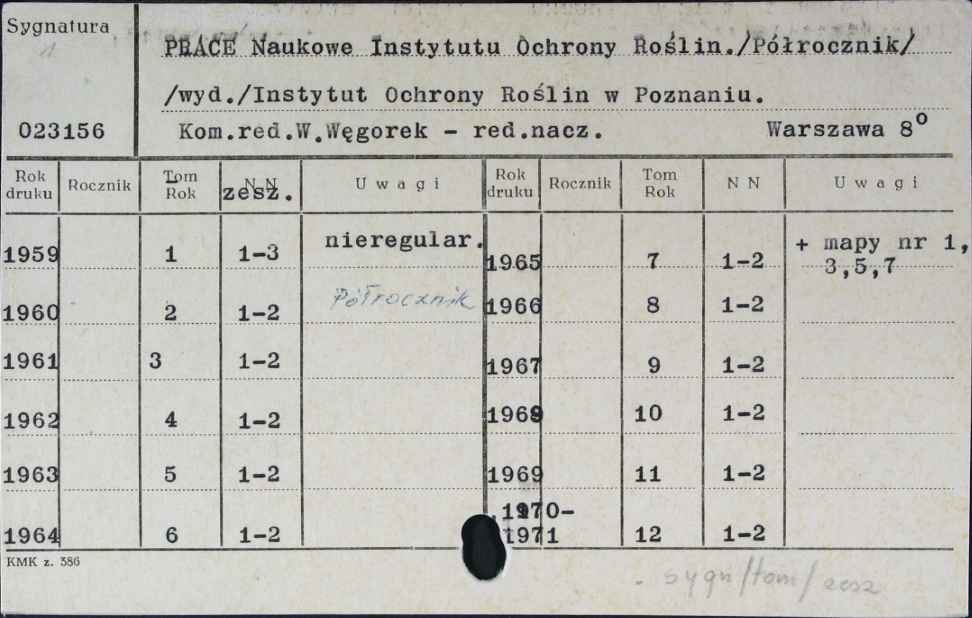 Sygnatura
PRACE Naukowe Instytutu Ochrony Roślin./Półrocznik/
/wyd./Instytut Ochrony Roślin w Poznaniu.
023156 Kom.red.W.Węgorek - red.nacz. Warszawa 8°
Rok druku Rocznik Tom Rok N N zesz. U w a g i Rok druku Rocznik Tom Rok N N U w a g i
1959 1 1-3 nieregular. 1965 7 1-2 + mapy nr 1,
3,5,7
1960 2 1-2 Półrocznik 1966 8 1-2
1961 3 1-2 1967 9 1-2
1962 4 1-2 1968 10 1-2
1963 5 1-2 1969 11 1-2
1970-
1964 6 1-2 1971 12 1-2
KMK z. 386
sygn/tom/zesz